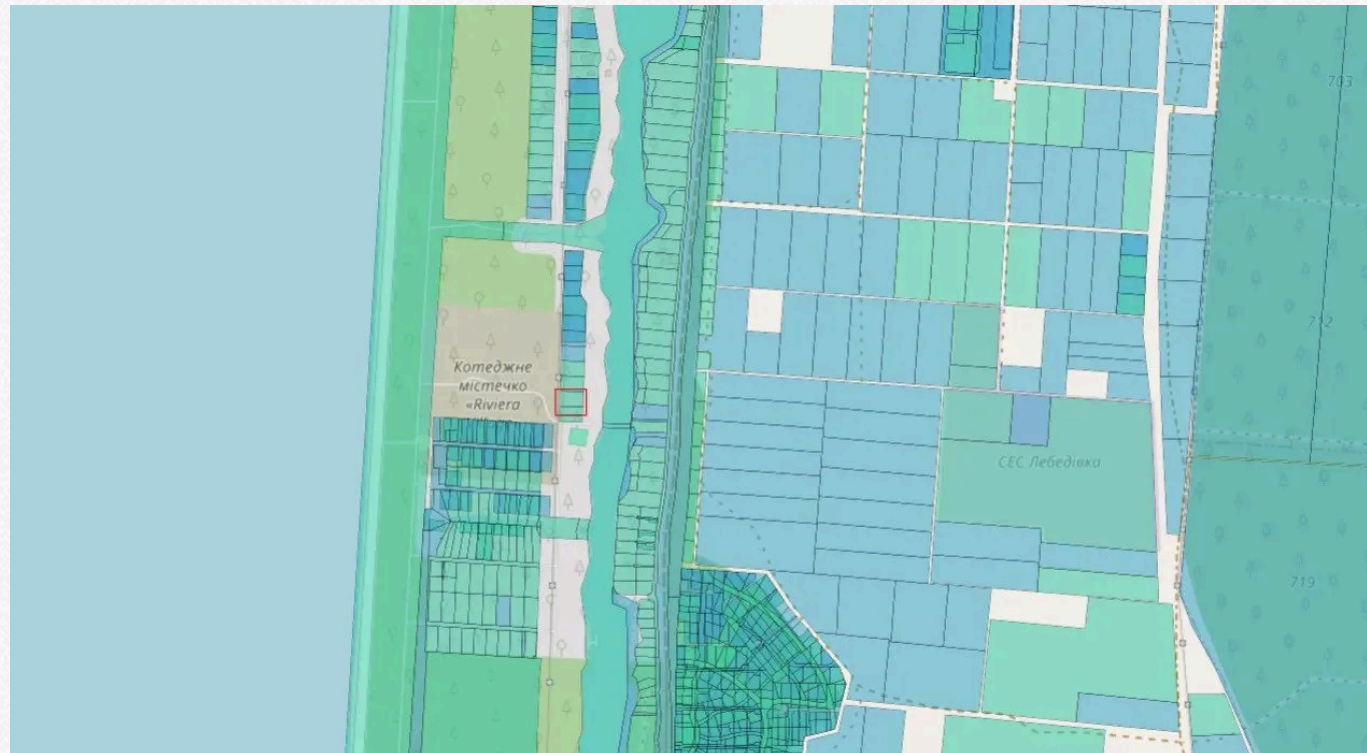 703
712
Котеджне
містечко
«Riviera
СЕС Лебедівка
719